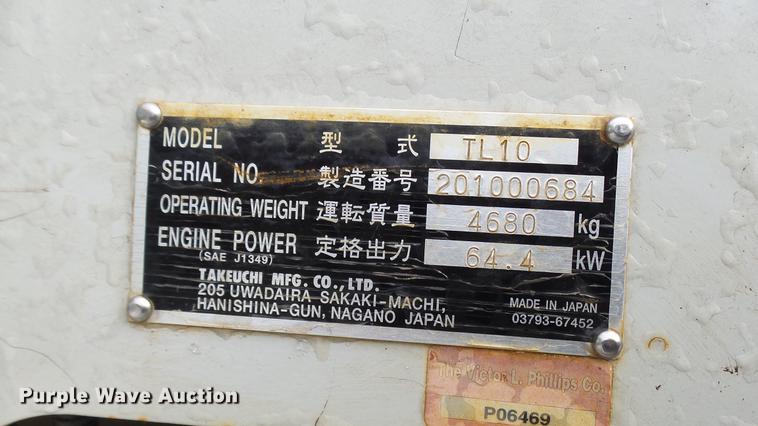 MODEL 型 式 TL10
SERIAL NO. 製造番号 201000684
OPERATING WEIGHT 運転質量 4680 kg
ENGINE POWER 定格出力 64.4 kW
(SAE J1349)
TAKEUCHI MFG. CO., LTD.
205 UWADAIRA SAKAKI-MACHI,
HANISHINA-GUN, NAGANO JAPAN
MADE IN JAPAN
03793-67452
The Victor L. Phillips Co.
P06469
Purple Wave Auction